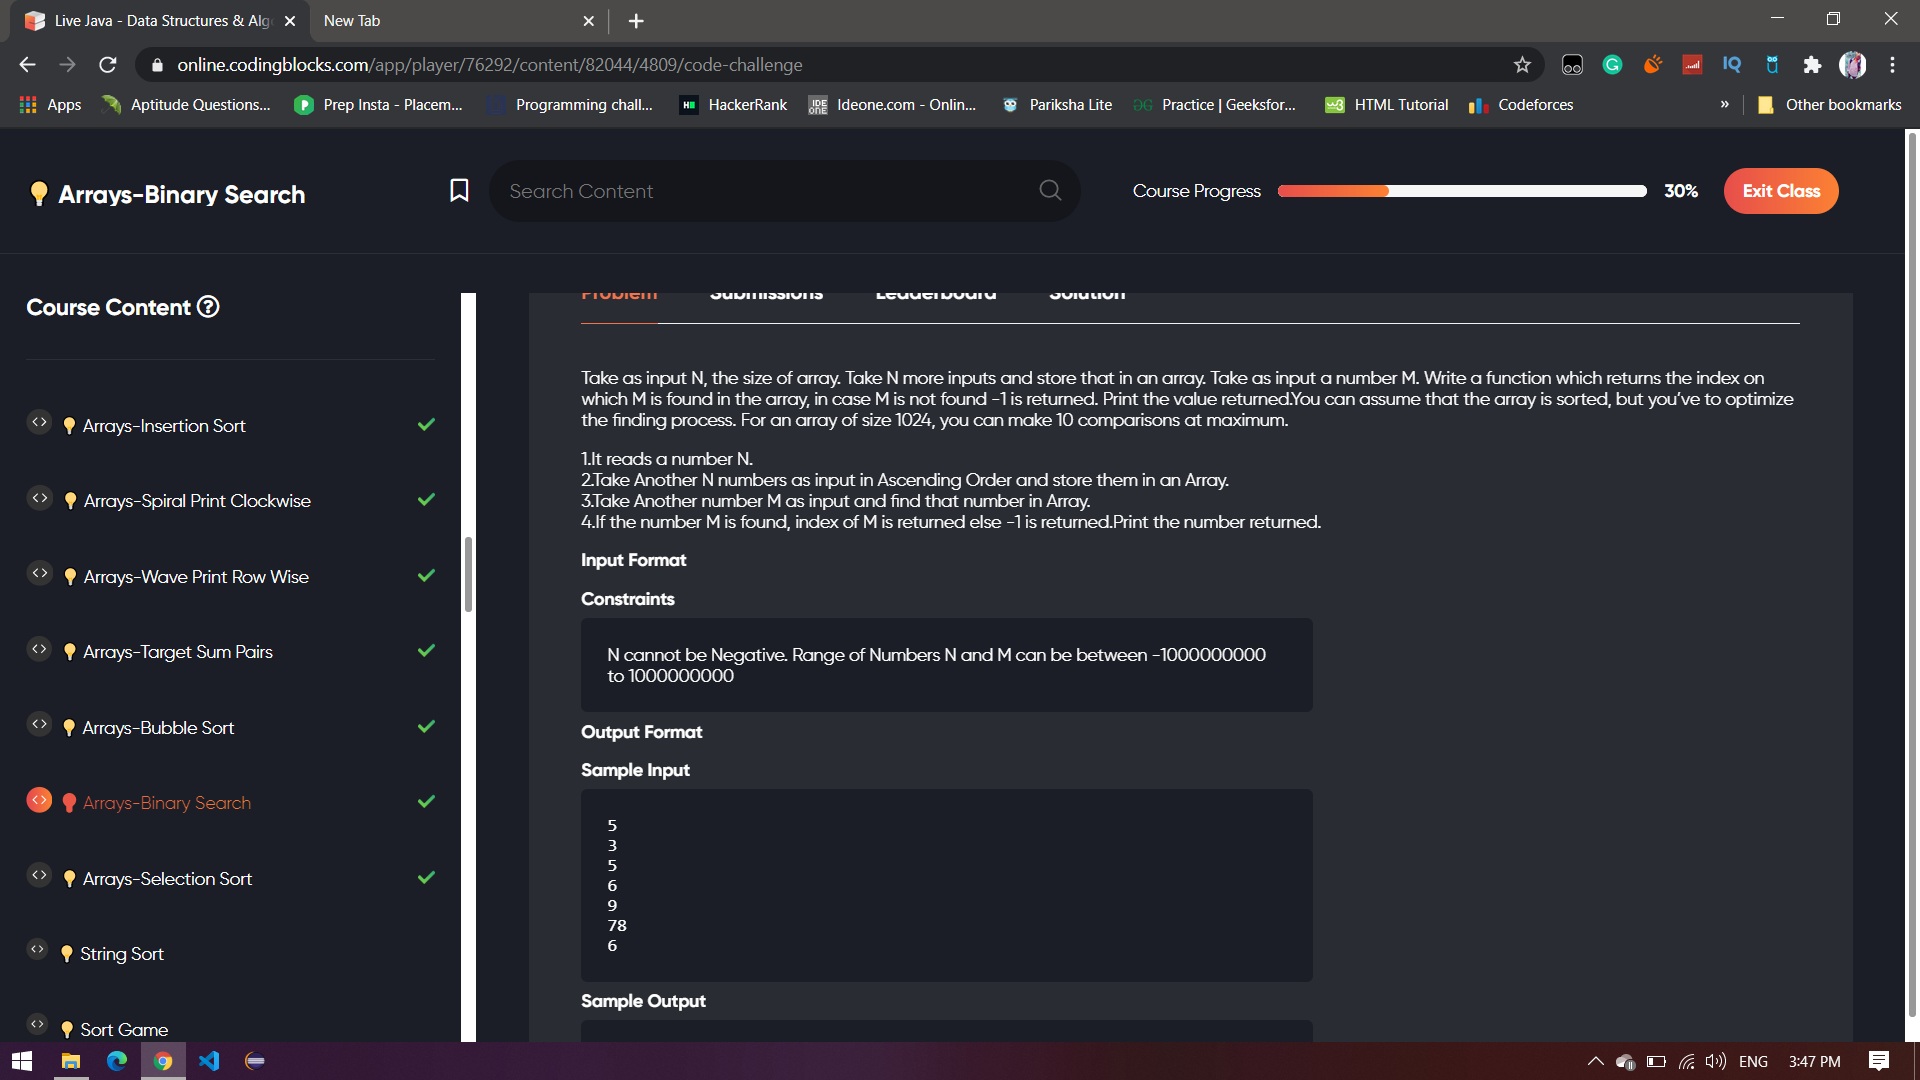 Live Java - Data Structures & Alg
New Tab
online.codingblocks.com/app/player/76292/content/82044/4809/code-challenge
Apps
Aptitude Questions...
Prep Insta - Placem...
Programming chall...
HackerRank
Ideone.com - Onlin...
Pariksha Lite
Practice | Geeksfor...
HTML Tutorial
Codeforces
»
Other bookmarks
Arrays-Binary Search
Search Content
Course Progress
30%
Exit Class
Course Content
Problem
Submissions
Leaderboard
Solution
Arrays-Insertion Sort
Arrays-Spiral Print Clockwise
Arrays-Wave Print Row Wise
Arrays-Target Sum Pairs
Arrays-Bubble Sort
Arrays-Binary Search
Arrays-Selection Sort
String Sort
Sort Game
Take as input N, the size of array. Take N more inputs and store that in an array. Take as input a number M. Write a function which returns the index on
which M is found in the array, in case M is not found -1 is returned. Print the value returned.You can assume that the array is sorted, but you’ve to optimize
the finding process. For an array of size 1024, you can make 10 comparisons at maximum.
1.It reads a number N.
2.Take Another N numbers as input in Ascending Order and store them in an Array.
3.Take Another number M as input and find that number in Array.
4.If the number M is found, index of M is returned else -1 is returned.Print the number returned.
Input Format
Constraints
N cannot be Negative. Range of Numbers N and M can be between -1000000000
to 1000000000
Output Format
Sample Input
5
3
5
6
9
78
6
Sample Output
ENG
3:47 PM